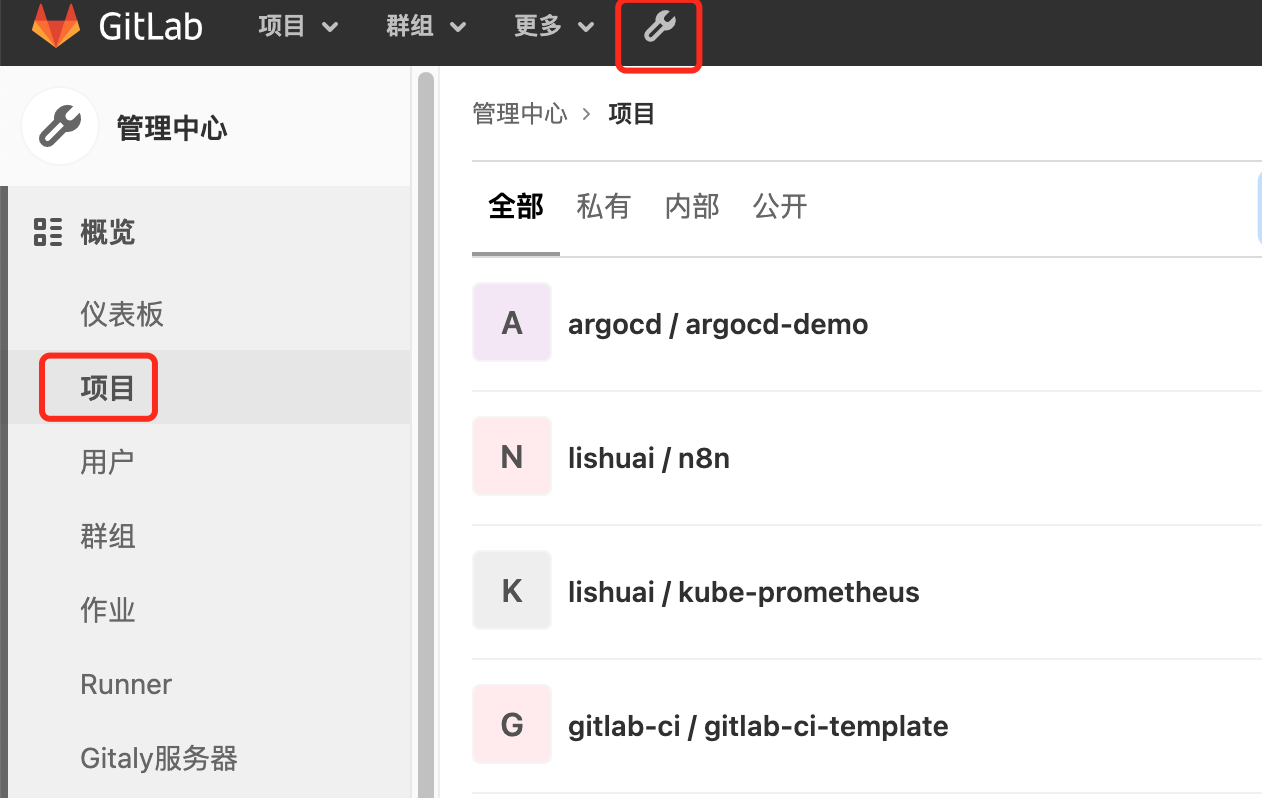 GitLab 项目 群组 更多
管理中心
概览
仪表板
项目
用户
群组
作业
Runner
Gitaly服务器
管理中心 › 项目
全部 私有 内部 公开
A argocd / argocd-demo
N lishuai / n8n
K lishuai / kube-prometheus
G gitlab-ci / gitlab-ci-template